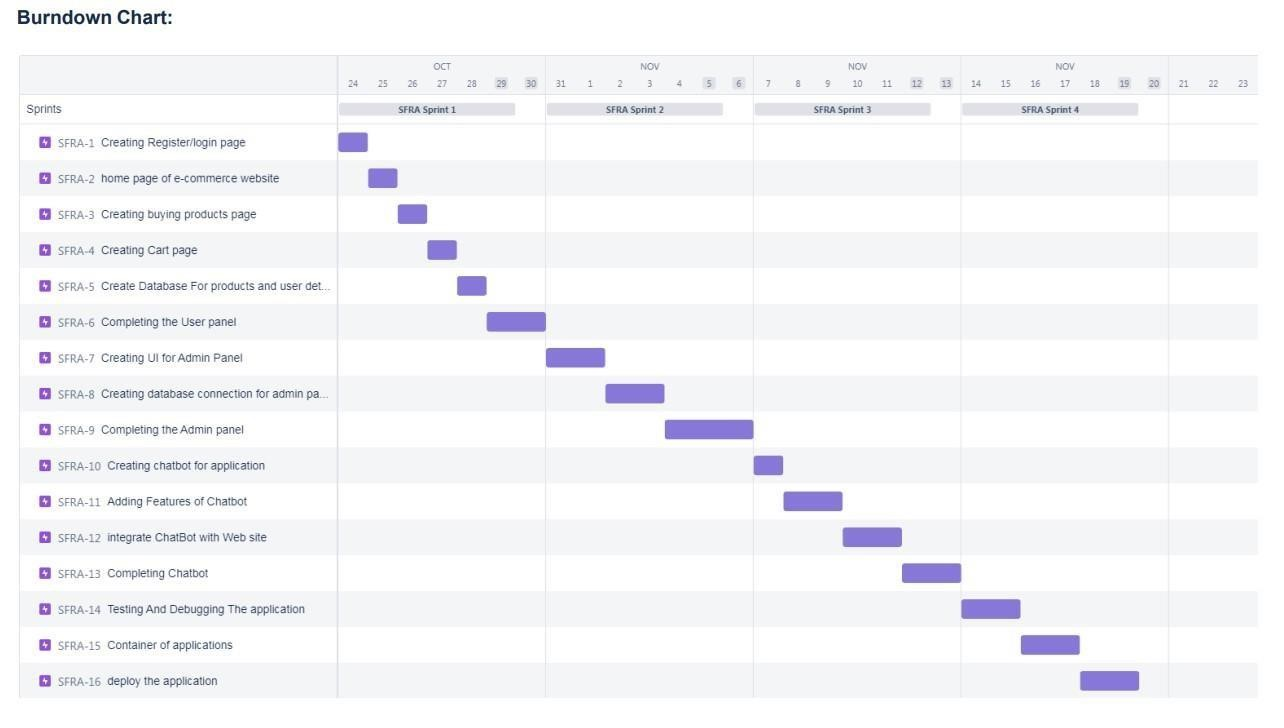 Burndown Chart:
OCT NOV NOV NOV
24 25 26 27 28 29 30 31 1 2 3 4 5 6 7 8 9 10 11 12 13 14 15 16 17 18 19 20 21 22 23
Sprints SFRA Sprint 1 SFRA Sprint 2 SFRA Sprint 3 SFRA Sprint 4
SFRA-1 Creating Register/login page
SFRA-2 home page of e-commerce website
SFRA-3 Creating buying products page
SFRA-4 Creating Cart page
SFRA-5 Create Database For products and user det...
SFRA-6 Completing the User panel
SFRA-7 Creating UI for Admin Panel
SFRA-8 Creating database connection for admin pa...
SFRA-9 Completing the Admin panel
SFRA-10 Creating chatbot for application
SFRA-11 Adding Features of Chatbot
SFRA-12 integrate ChatBot with Web site
SFRA-13 Completing Chatbot
SFRA-14 Testing And Debugging The application
SFRA-15 Container of applications
SFRA-16 deploy the application